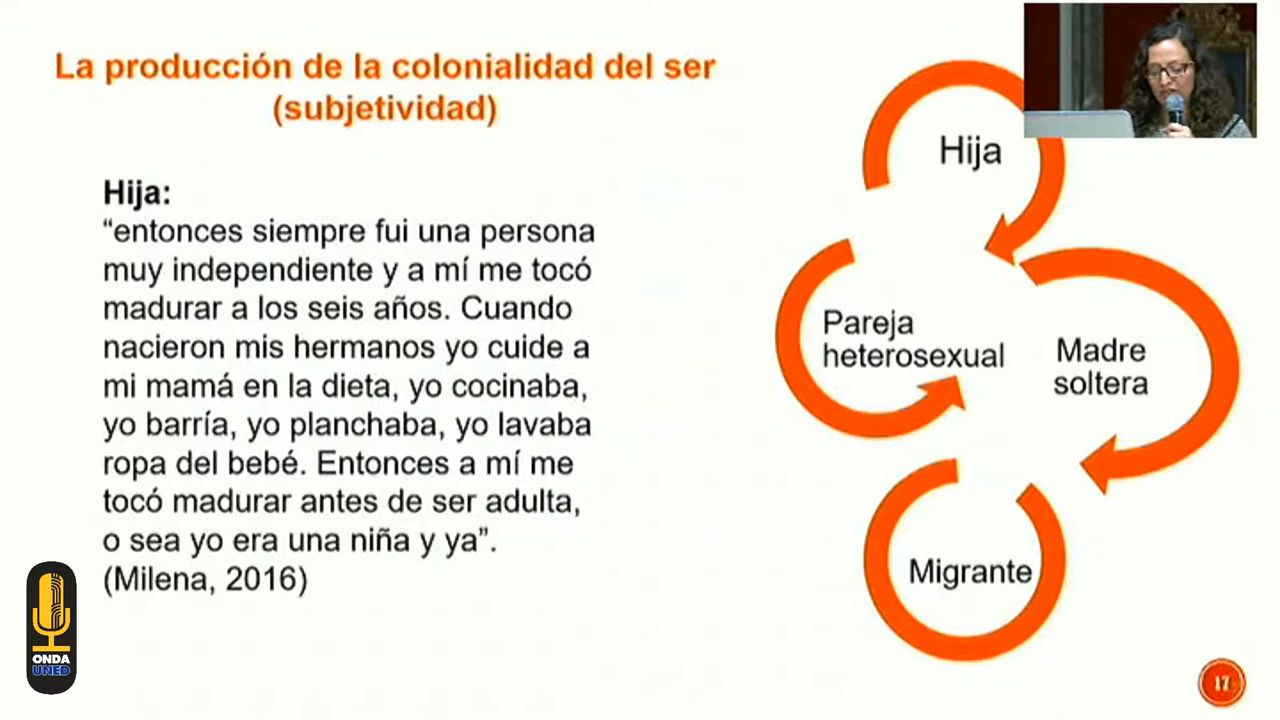 La producción de la colonialidad del ser
(subjetividad)
Hija:
“entonces siempre fui una persona
muy independiente y a mí me tocó
madurar a los seis años. Cuando
nacieron mis hermanos yo cuide a
mi mamá en la dieta, yo cocinaba,
yo barría, yo planchaba, yo lavaba
ropa del bebé. Entonces a mí me
tocó madurar antes de ser adulta,
o sea yo era una niña y ya”.
(Milena, 2016)
Hija
Pareja
heterosexual
Madre
soltera
Migrante
ONDA
UNED
17